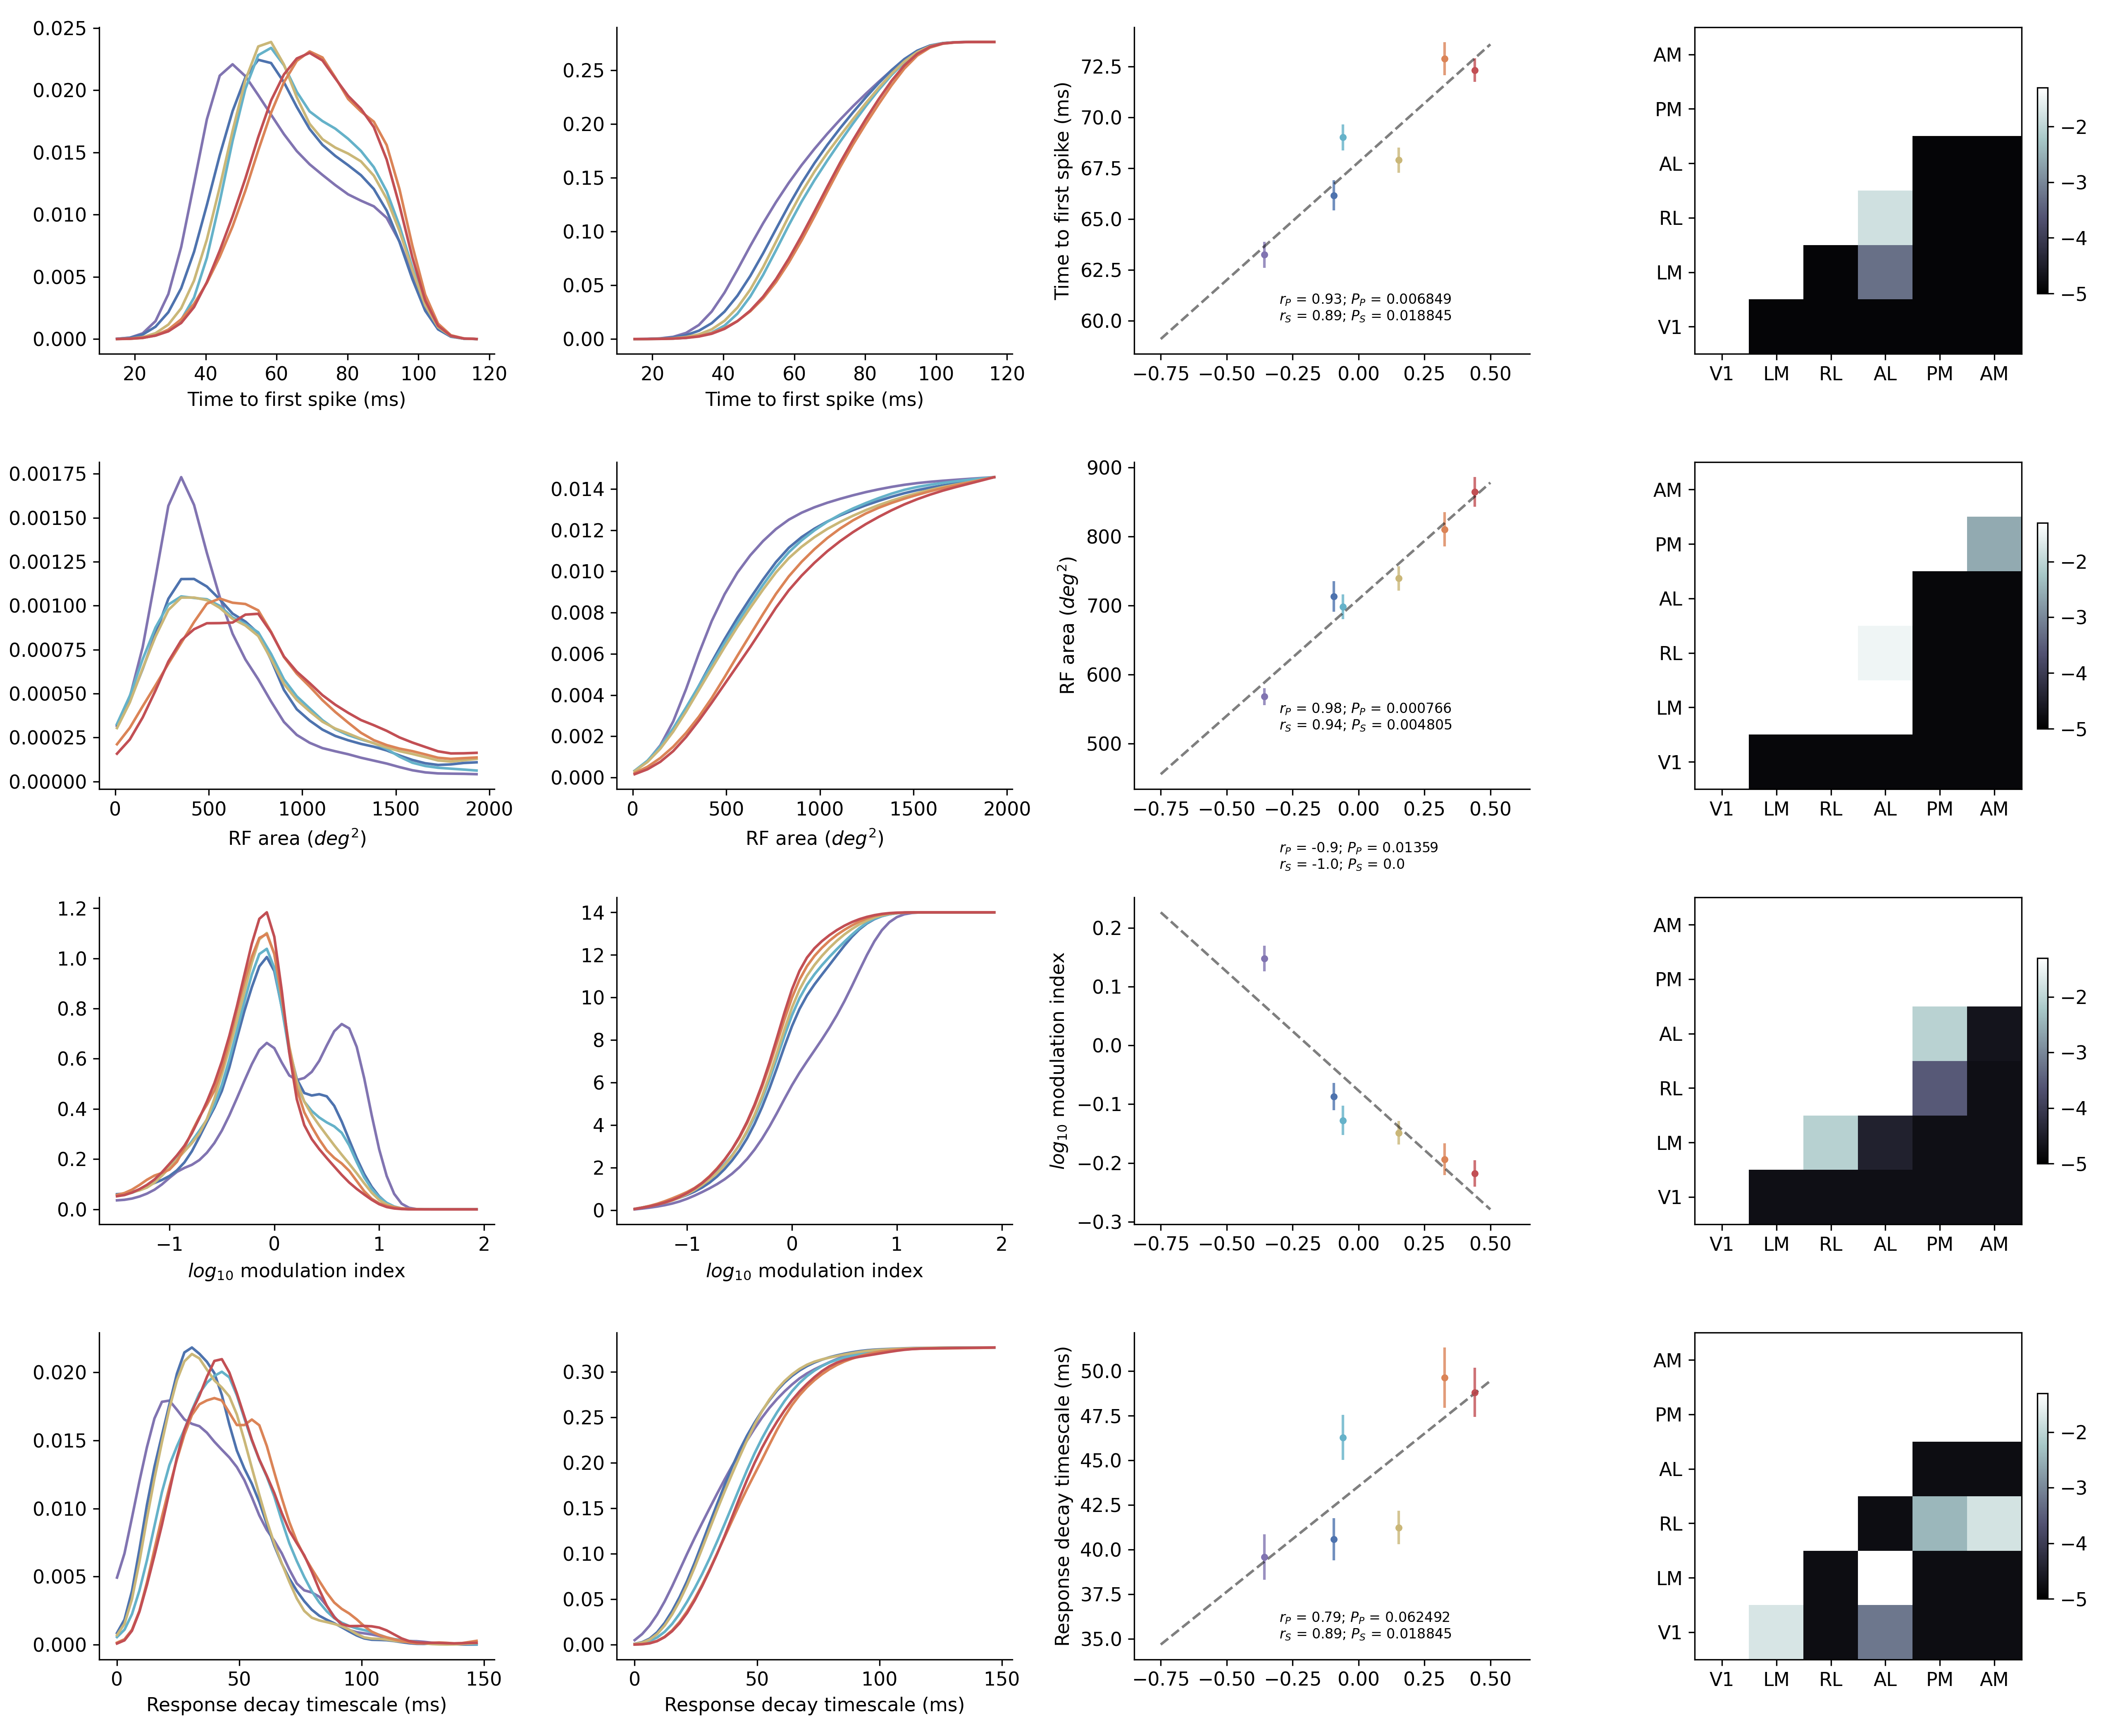 0.025
0.020
0.015
0.010
0.005
0.000
20 40 60 80 100 120
Time to first spike (ms)
0.25
0.20
0.15
0.10
0.05
0.00
20 40 60 80 100 120
Time to first spike (ms)
Time to first spike (ms)
72.5
70.0
67.5
65.0
62.5
60.0
r_P = 0.93; P_P = 0.006849
r_S = 0.89; P_S = 0.018845
−0.75 −0.50 −0.25 0.00 0.25 0.50
AM
PM
AL
RL
LM
V1
V1 LM RL AL PM AM
−2
−3
−4
−5
0.00175
0.00150
0.00125
0.00100
0.00075
0.00050
0.00025
0.00000
0 500 1000 1500 2000
RF area (deg²)
0.014
0.012
0.010
0.008
0.006
0.004
0.002
0.000
0 500 1000 1500 2000
RF area (deg²)
RF area (deg²)
900
800
700
600
500
r_P = 0.98; P_P = 0.000766
r_S = 0.94; P_S = 0.004805
−0.75 −0.50 −0.25 0.00 0.25 0.50
AM
PM
AL
RL
LM
V1
V1 LM RL AL PM AM
−2
−3
−4
−5
1.2
1.0
0.8
0.6
0.4
0.2
0.0
−1 0 1 2
log₁₀ modulation index
14
12
10
8
6
4
2
0
−1 0 1 2
log₁₀ modulation index
r_P = -0.9; P_P = 0.01359
r_S = -1.0; P_S = 0.0
log₁₀ modulation index
0.2
0.1
0.0
−0.1
−0.2
−0.3
−0.75 −0.50 −0.25 0.00 0.25 0.50
AM
PM
AL
RL
LM
V1
V1 LM RL AL PM AM
−2
−3
−4
−5
0.020
0.015
0.010
0.005
0.000
0 50 100 150
Response decay timescale (ms)
0.30
0.25
0.20
0.15
0.10
0.05
0.00
0 50 100 150
Response decay timescale (ms)
Response decay timescale (ms)
50.0
47.5
45.0
42.5
40.0
37.5
35.0
r_P = 0.79; P_P = 0.062492
r_S = 0.89; P_S = 0.018845
−0.75 −0.50 −0.25 0.00 0.25 0.50
AM
PM
AL
RL
LM
V1
V1 LM RL AL PM AM
−2
−3
−4
−5